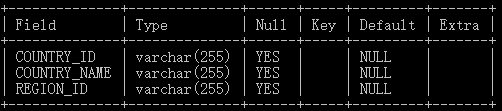 +--------------+--------------+------+-----+---------+-------+
| Field        | Type         | Null | Key | Default | Extra |
+--------------+--------------+------+-----+---------+-------+
| COUNTRY_ID   | varchar(255) | YES  |     | NULL    |       |
| COUNTRY_NAME | varchar(255) | YES  |     | NULL    |       |
| REGION_ID    | varchar(255) | YES  |     | NULL    |       |
+--------------+--------------+------+-----+---------+-------+